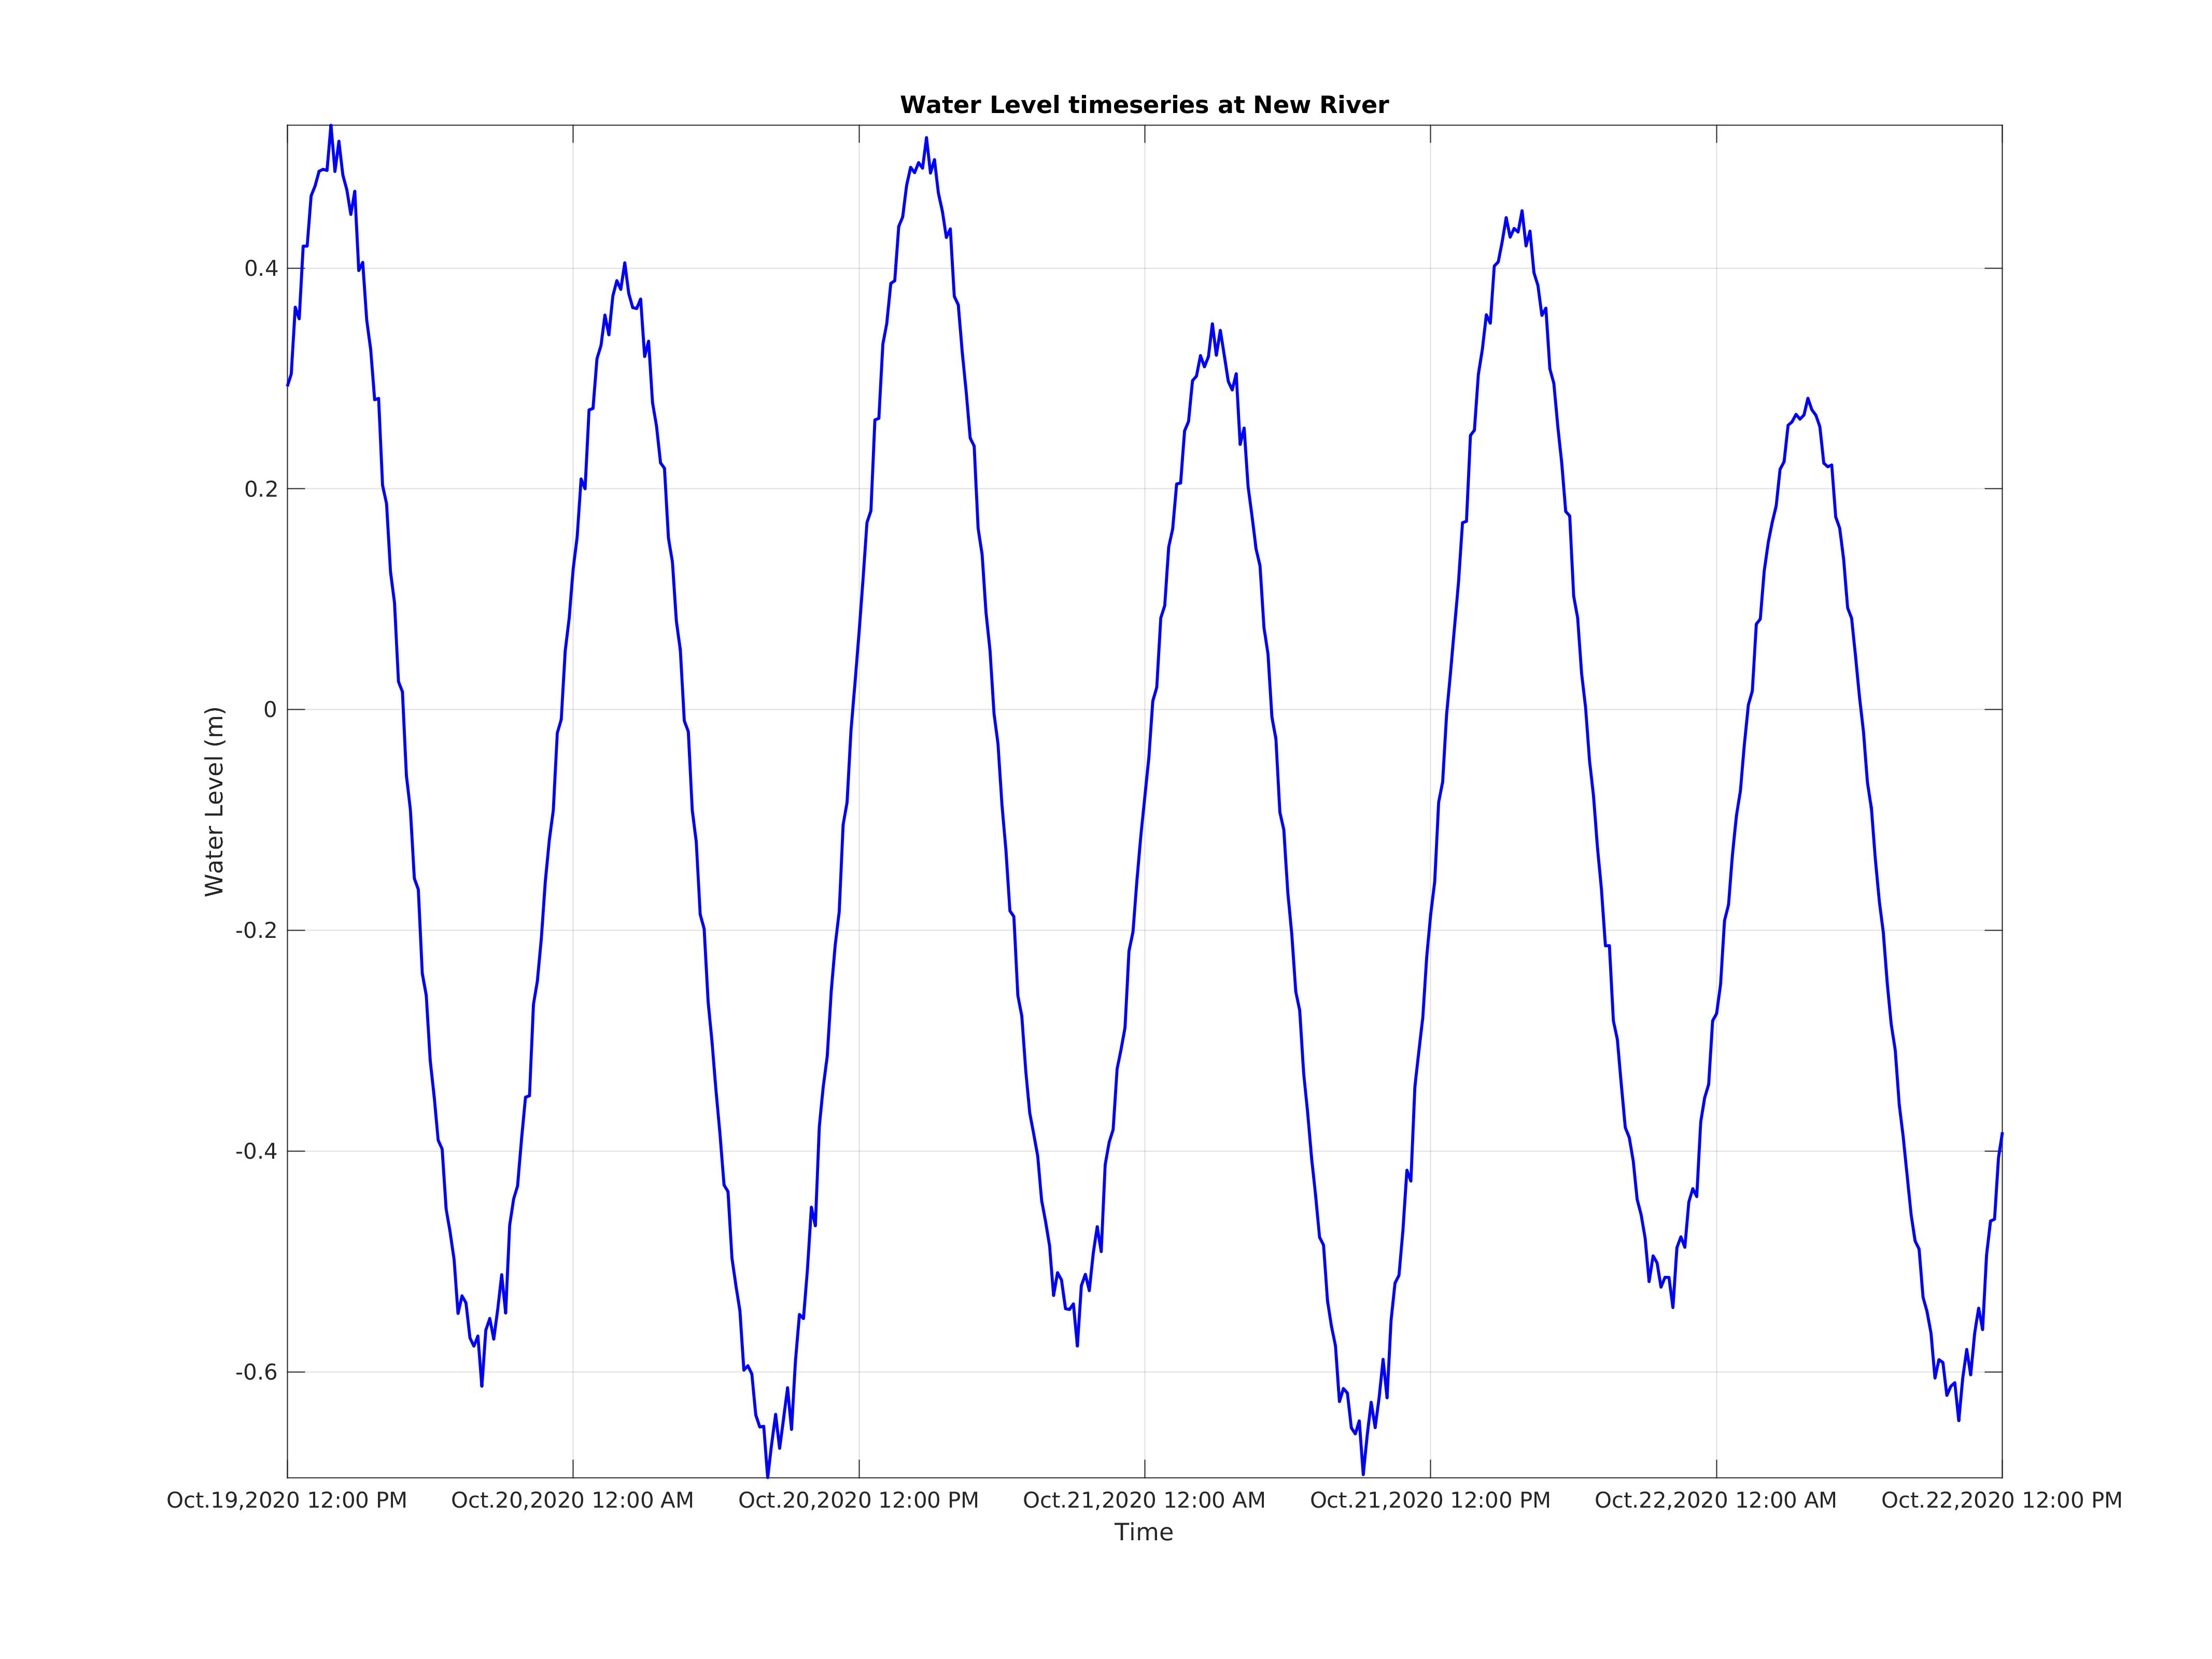 Water Level timeseries at New River
0.4
0.2
0
-0.2
-0.4
-0.6
Water Level (m)
Oct.19,2020 12:00 PM Oct.20,2020 12:00 AM Oct.20,2020 12:00 PM Oct.21,2020 12:00 AM Oct.21,2020 12:00 PM Oct.22,2020 12:00 AM Oct.22,2020 12:00 PM
Time